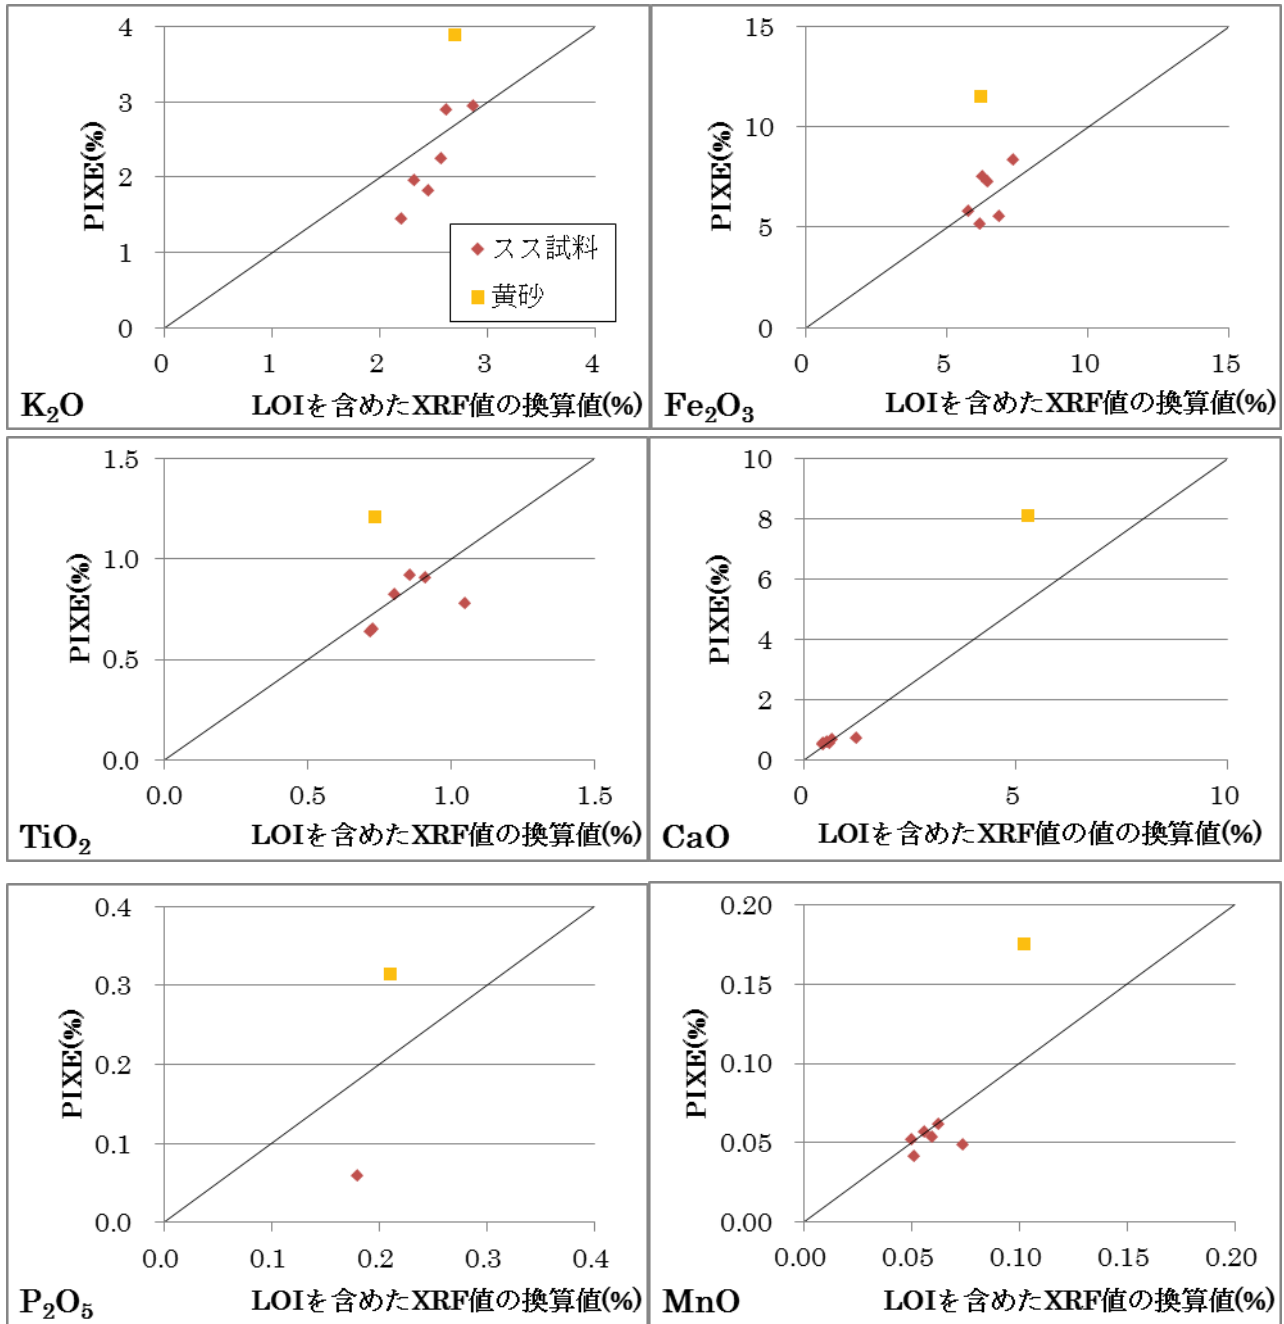 4
3
2
1
0
PIXE(%)
スス試料
黄砂
0 1 2 3 4
K₂O LOIを含めたXRF値の換算値(%)
15
10
5
0
PIXE(%)
0 5 10 15
Fe₂O₃ LOIを含めたXRF値の換算値(%)
1.5
1.0
0.5
0.0
PIXE(%)
0.0 0.5 1.0 1.5
TiO₂ LOIを含めたXRF値の換算値(%)
10
8
6
4
2
0
PIXE(%)
0 5 10
CaO LOIを含めたXRF値の値の換算値(%)
0.4
0.3
0.2
0.1
0.0
PIXE(%)
0.0 0.1 0.2 0.3 0.4
P₂O₅ LOIを含めたXRF値の換算値(%)
0.20
0.15
0.10
0.05
0.00
PIXE(%)
0.00 0.05 0.10 0.15 0.20
MnO LOIを含めたXRF値の換算値(%)